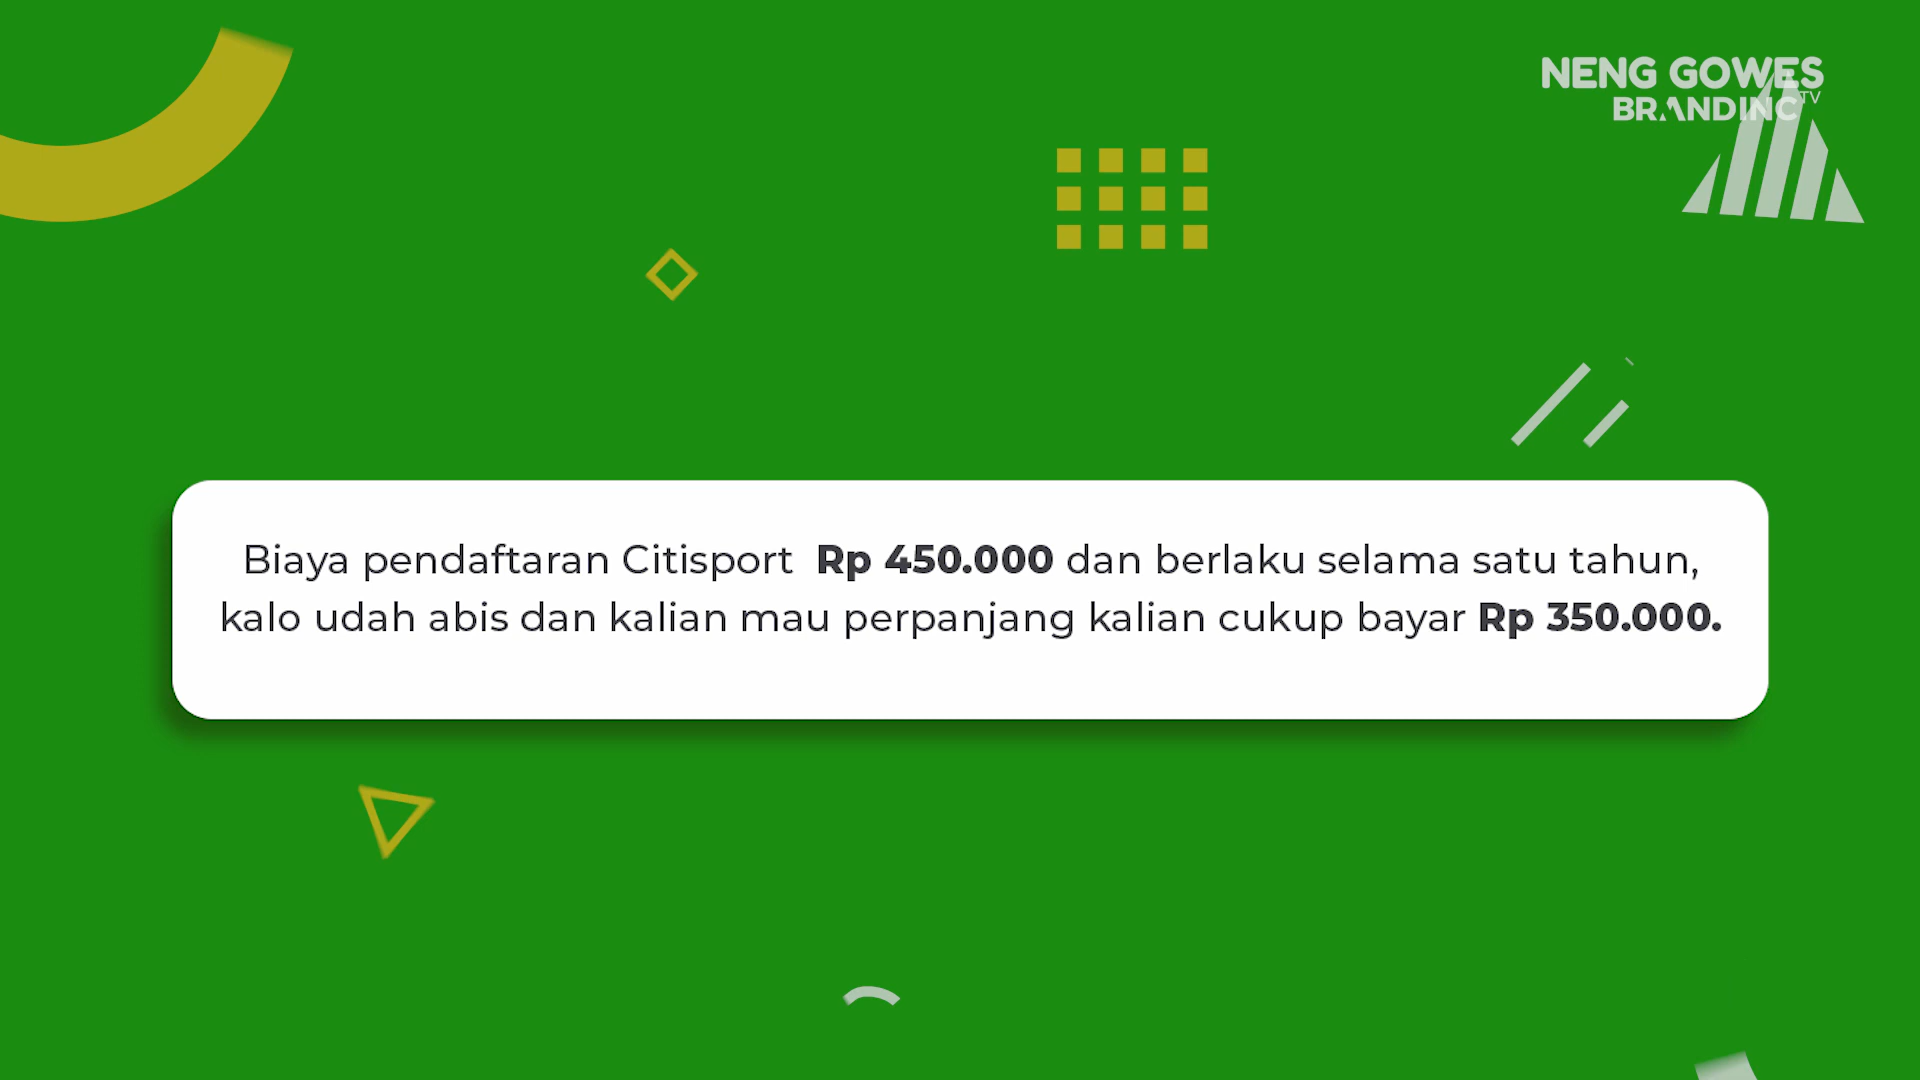 NENG GOWES
BRANDING TV
Biaya pendaftaran Citisport Rp 450.000 dan berlaku selama satu tahun,
kalo udah abis dan kalian mau perpanjang kalian cukup bayar Rp 350.000.